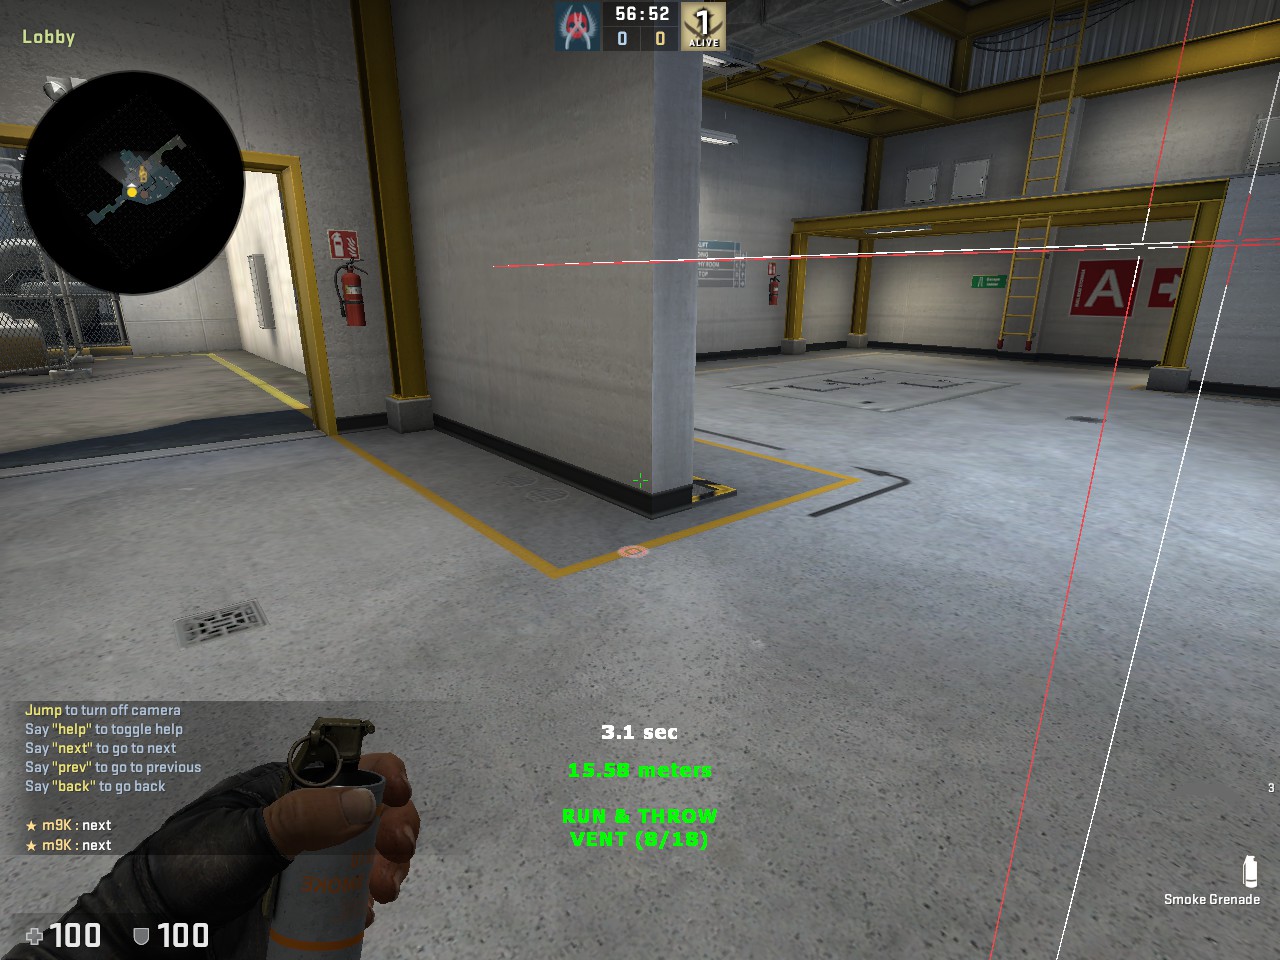 Lobby
56:52
0 0
1
ALIVE
A
3.1 sec
15.58 meters
RUN & THROW
VENT (8/18)
Jump to turn off camera
Say "help" to toggle help
Say "next" to go to next
Say "prev" to go to previous
Say "back" to go back
★ m9K : next
★ m9K : next
3
Smoke Grenade
100 100